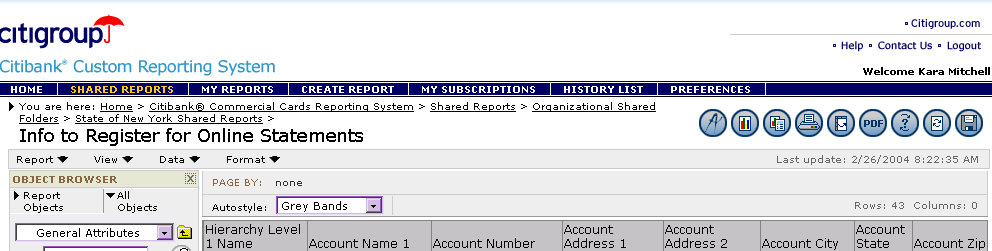 citigroup
Citigroup.com
Help Contact Us Logout
Citibank® Custom Reporting System
Welcome Kara Mitchell
HOME SHARED REPORTS MY REPORTS CREATE REPORT MY SUBSCRIPTIONS HISTORY LIST PREFERENCES
You are here: Home > Citibank® Commercial Cards Reporting System > Shared Reports > Organizational Shared
Folders > State of New York Shared Reports >
Info to Register for Online Statements
PDF
Report View Data Format Last update: 2/26/2004 8:22:35 AM
OBJECT BROWSER
Report Objects
All Objects
General Attributes
PAGE BY: none
Autostyle: Grey Bands Rows: 43 Columns: 0
Hierarchy Level 1 Name
Account Name 1
Account Number
Account Address 1
Account Address 2
Account City
Account State
Account Zip